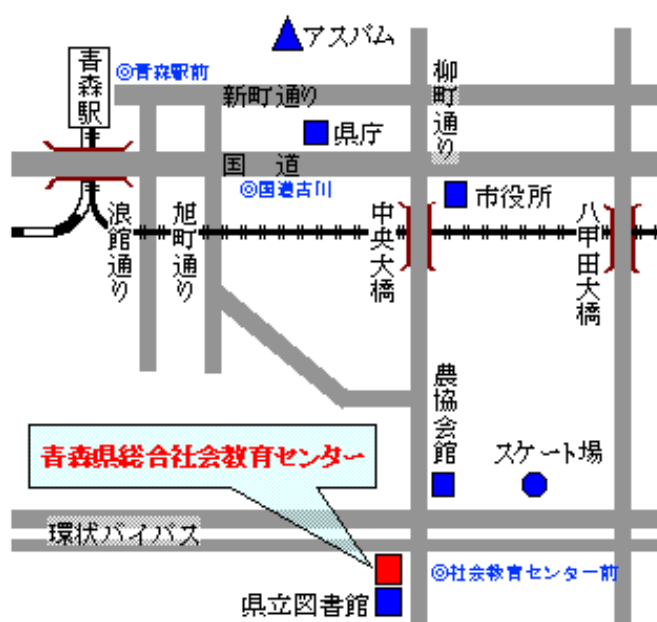 アスパム
青森駅
◎青森駅前
新町通り
柳町通り
県庁
国 道
◎国道古川
市役所
浪館通り
旭町通り
中央大橋
八甲田大橋
農協会館
スケート場
青森県総合社会教育センター
環状バイパス
◎社会教育センター前
県立図書館